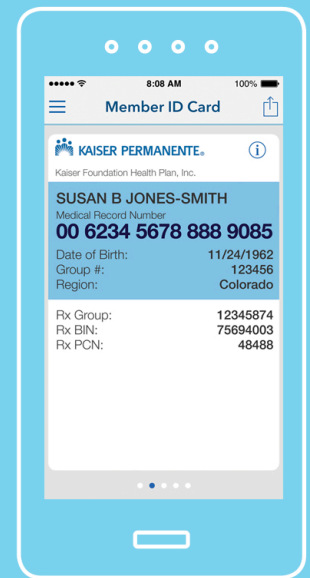 8:08 AM 100%
Member ID Card
KAISER PERMANENTE®
Kaiser Foundation Health Plan, Inc.
SUSAN B JONES-SMITH
Medical Record Number
00 6234 5678 888 9085
Date of Birth: 11/24/1962
Group #: 123456
Region: Colorado
Rx Group: 12345874
Rx BIN: 75694003
Rx PCN: 48488